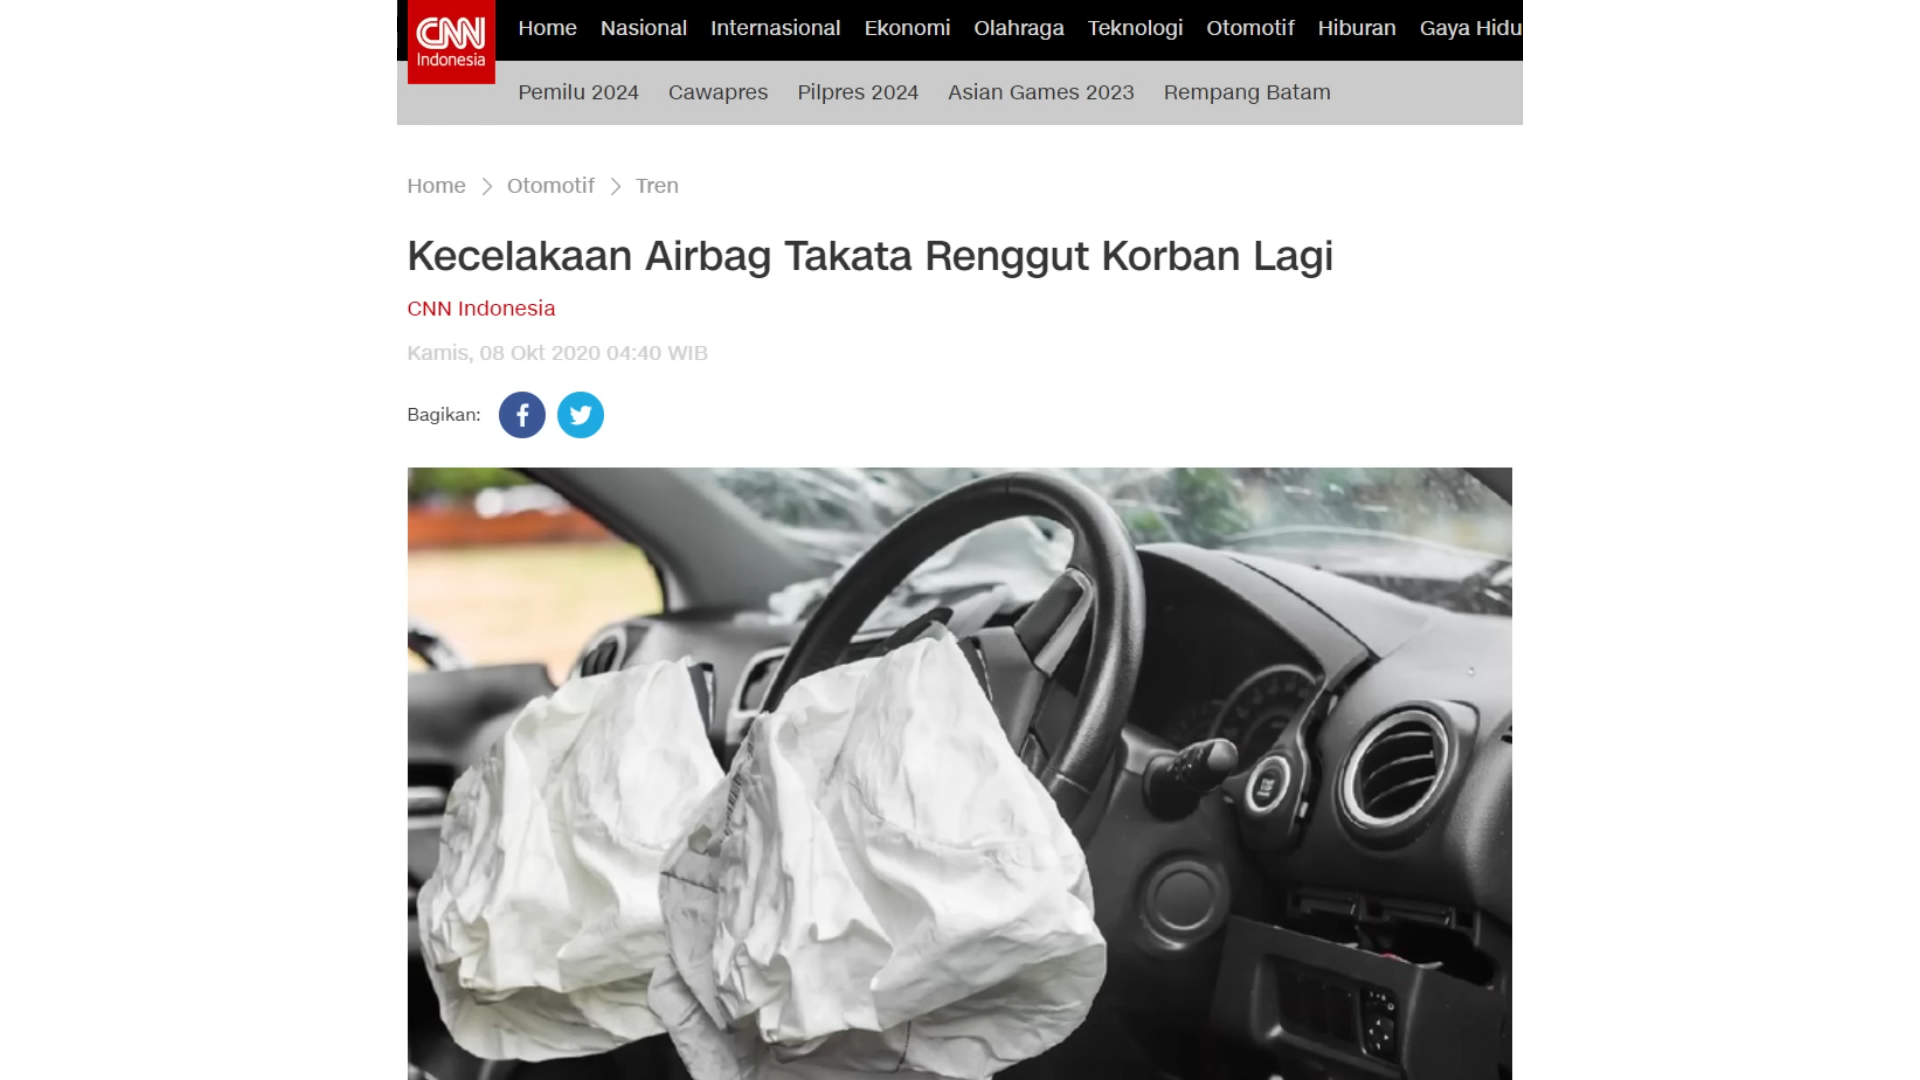 CNN
Indonesia
Home Nasional Internasional Ekonomi Olahraga Teknologi Otomotif Hiburan Gaya Hidu
Pemilu 2024 Cawapres Pilpres 2024 Asian Games 2023 Rempang Batam
Home > Otomotif > Tren
Kecelakaan Airbag Takata Renggut Korban Lagi
CNN Indonesia
Kamis, 08 Okt 2020 04:40 WIB
Bagikan: